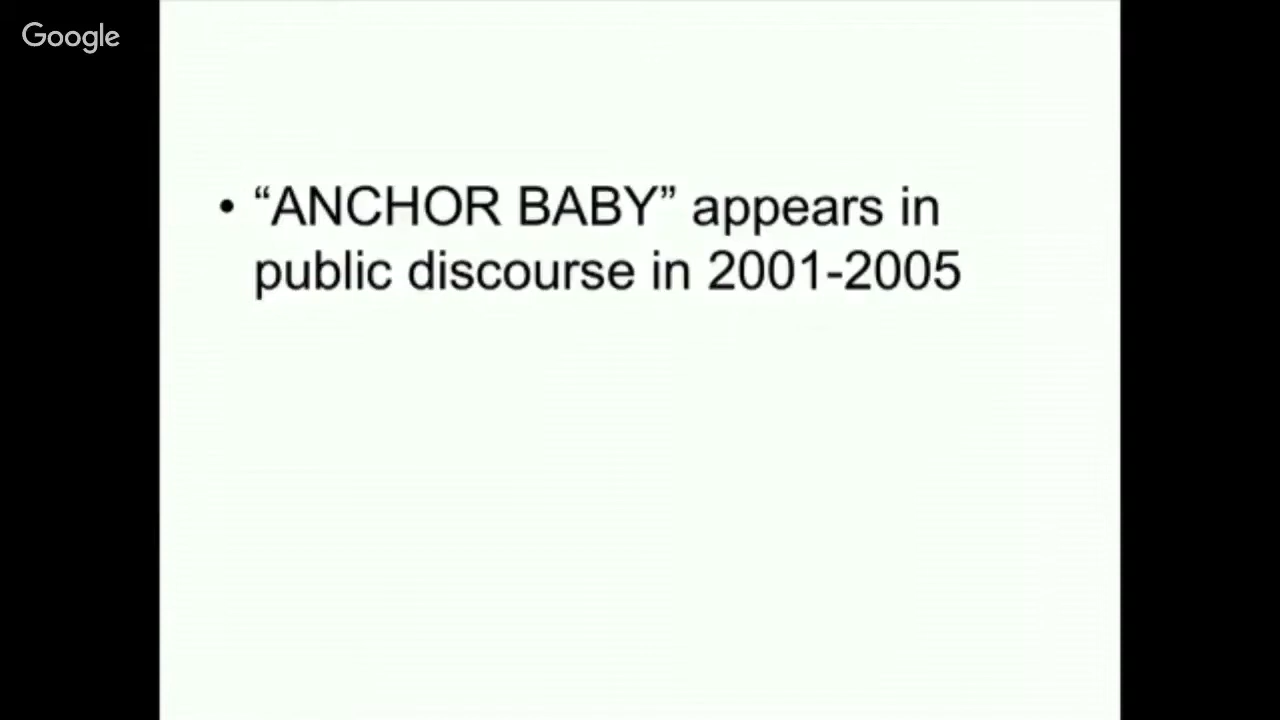 Google
• “ANCHOR BABY” appears in
public discourse in 2001-2005